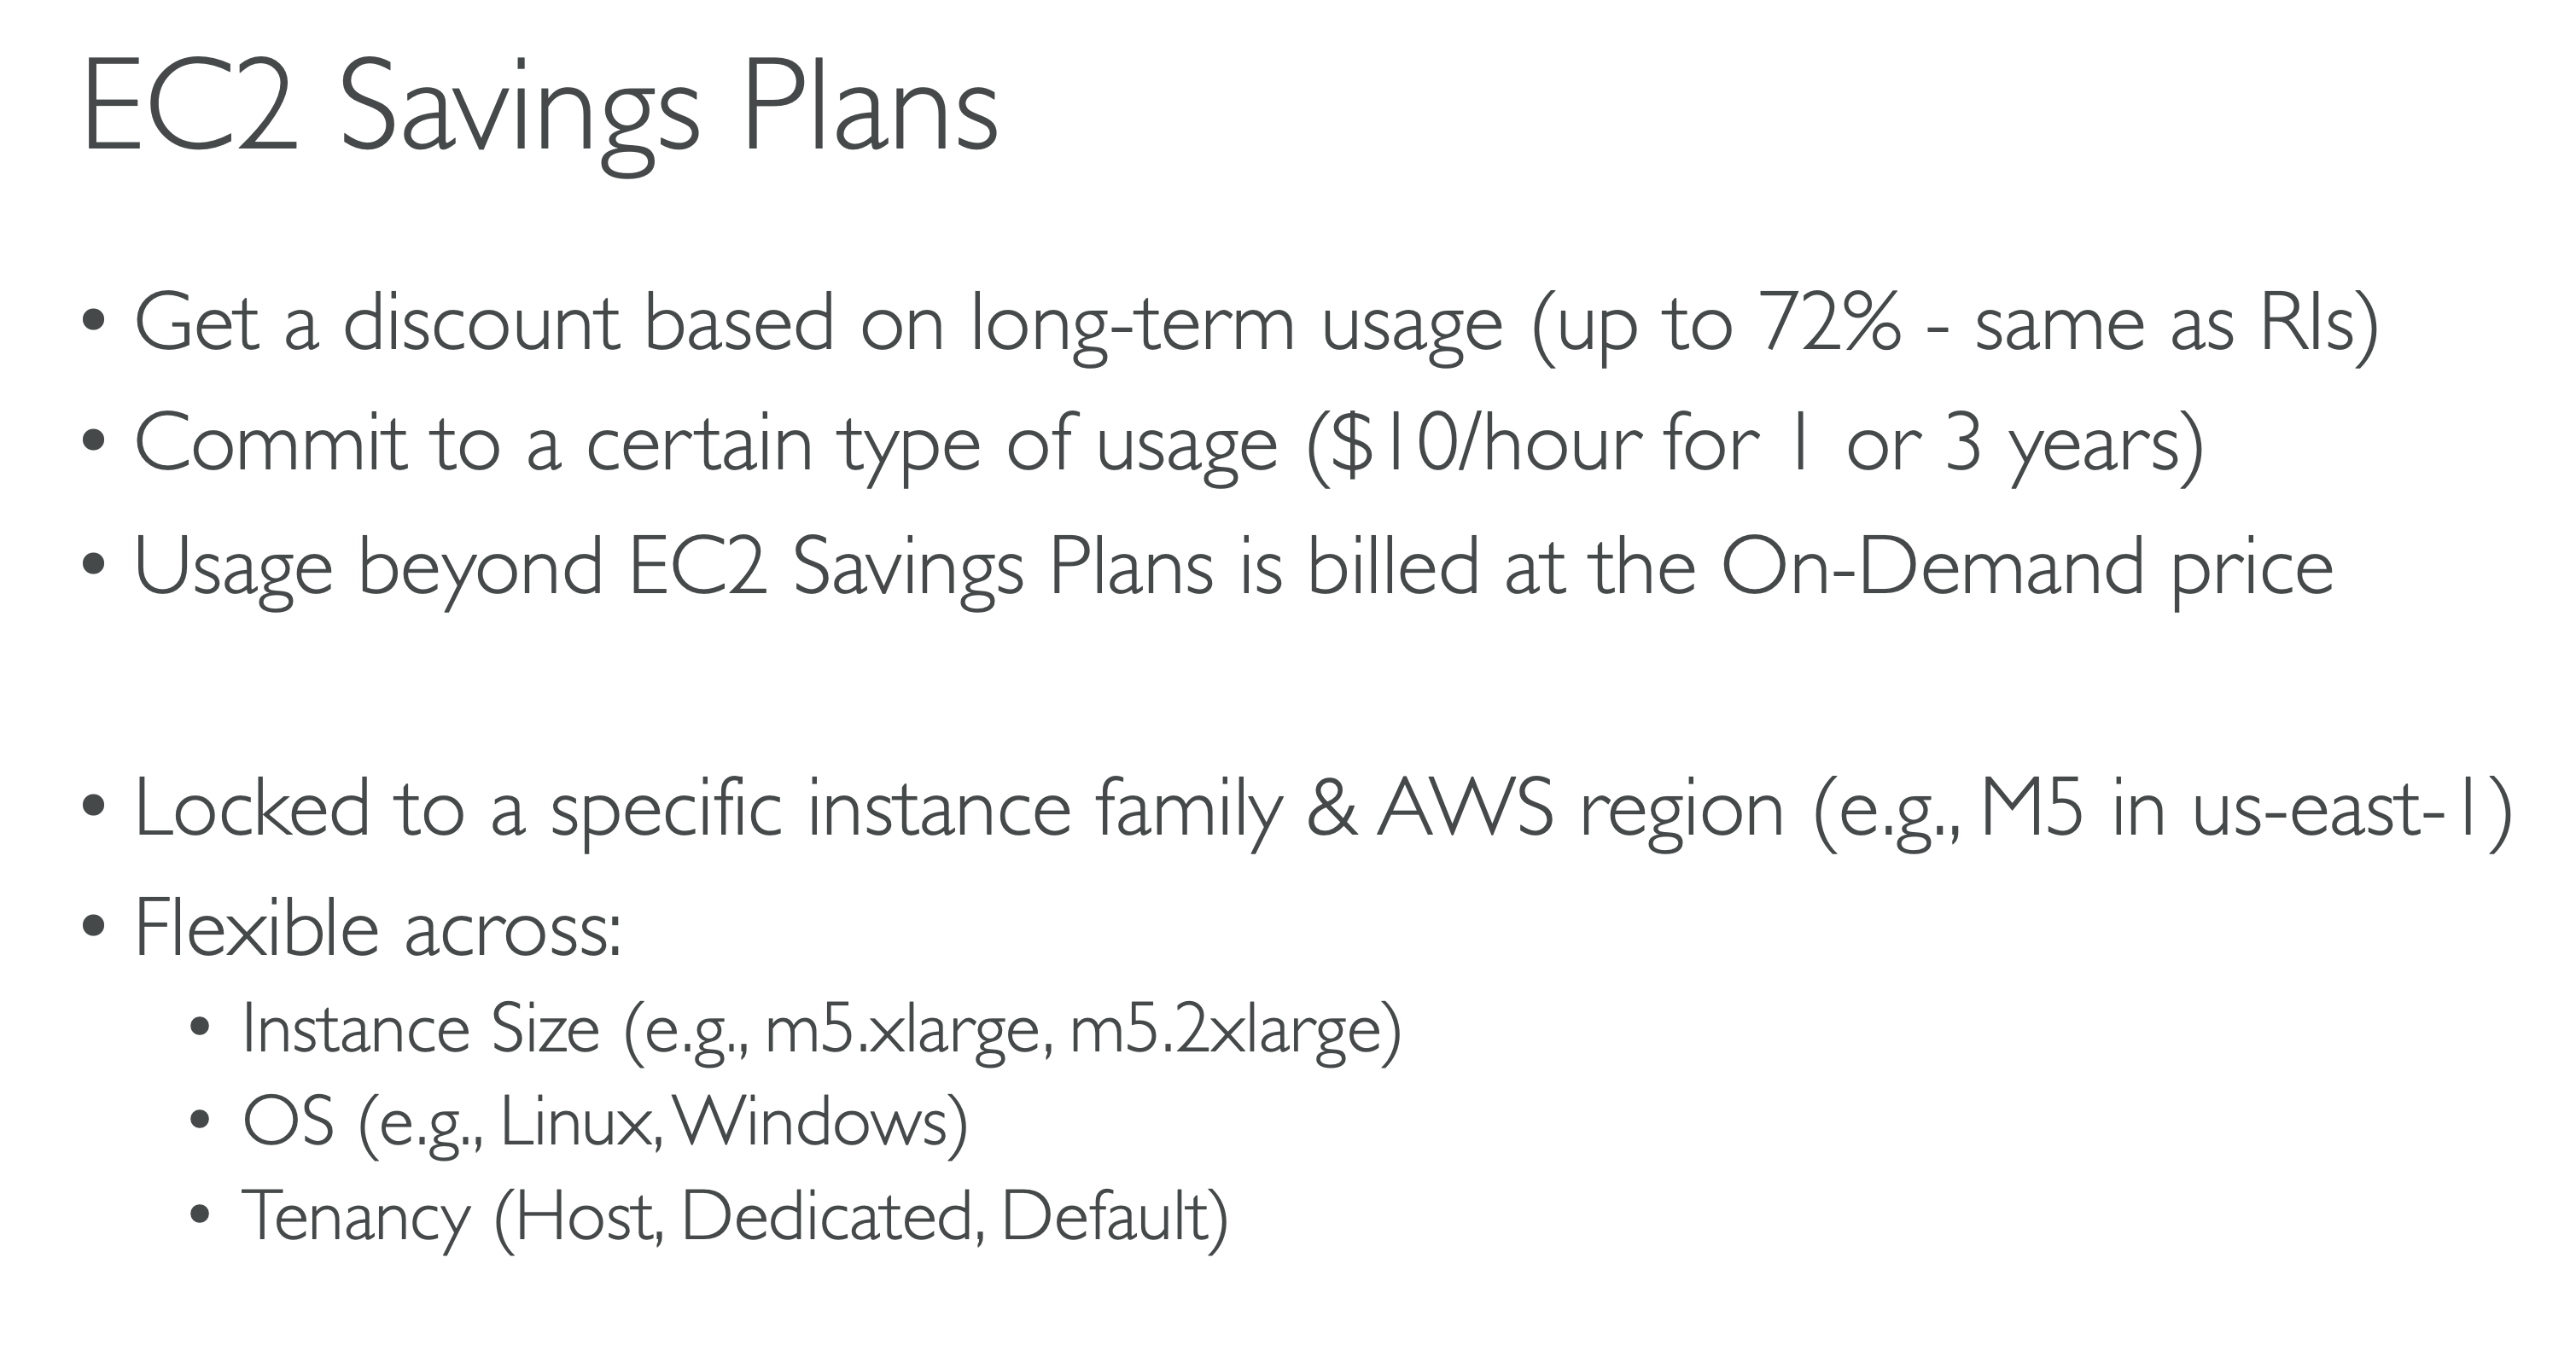 EC2 Savings Plans
• Get a discount based on long-term usage (up to 72% - same as RIs)
• Commit to a certain type of usage ($10/hour for 1 or 3 years)
• Usage beyond EC2 Savings Plans is billed at the On-Demand price
• Locked to a specific instance family & AWS region (e.g., M5 in us-east-1)
• Flexible across:
• Instance Size (e.g., m5.xlarge, m5.2xlarge)
• OS (e.g., Linux, Windows)
• Tenancy (Host, Dedicated, Default)